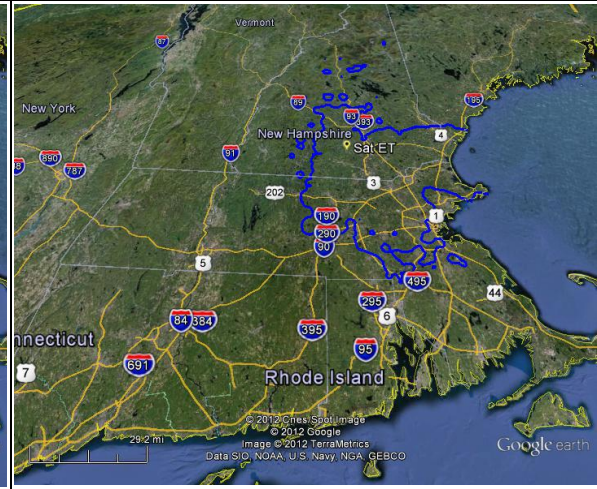 Vermont
87
89
195
New York
93
393
New Hampshire
4
Sat ET
91
890
787
3
202
190
1
290
90
5
495
44
295
84
384
6
395
nnecticut
95
691
7
Rhode Island
© 2012 Cnes/Spot Image
© 2012 Google
29.2 mi
Image © 2012 TerraMetrics
Data SIO, NOAA, U.S. Navy, NGA, GEBCO
Google earth